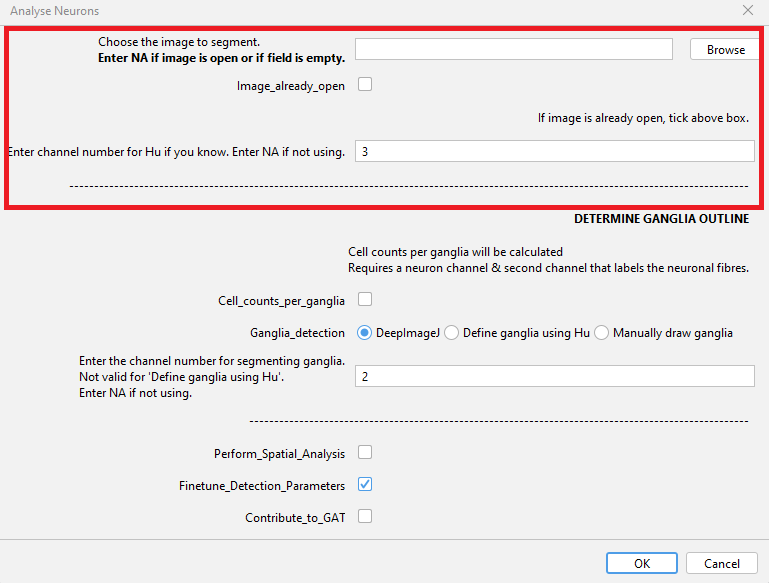 Analyse Neurons
Choose the image to segment.
Enter NA if image is open or if field is empty.
Browse
Image_already_open
If image is already open, tick above box.
Enter channel number for Hu if you know. Enter NA if not using.
3
DETERMINE GANGLIA OUTLINE
Cell counts per ganglia will be calculated
Requires a neuron channel & second channel that labels the neuronal fibres.
Cell_counts_per_ganglia
Ganglia_detection DeepImageJ Define ganglia using Hu Manually draw ganglia
Enter the channel number for segmenting ganglia.
Not valid for 'Define ganglia using Hu'.
Enter NA if not using.
2
Perform_Spatial_Analysis
Finetune_Detection_Parameters
Contribute_to_GAT
OK Cancel